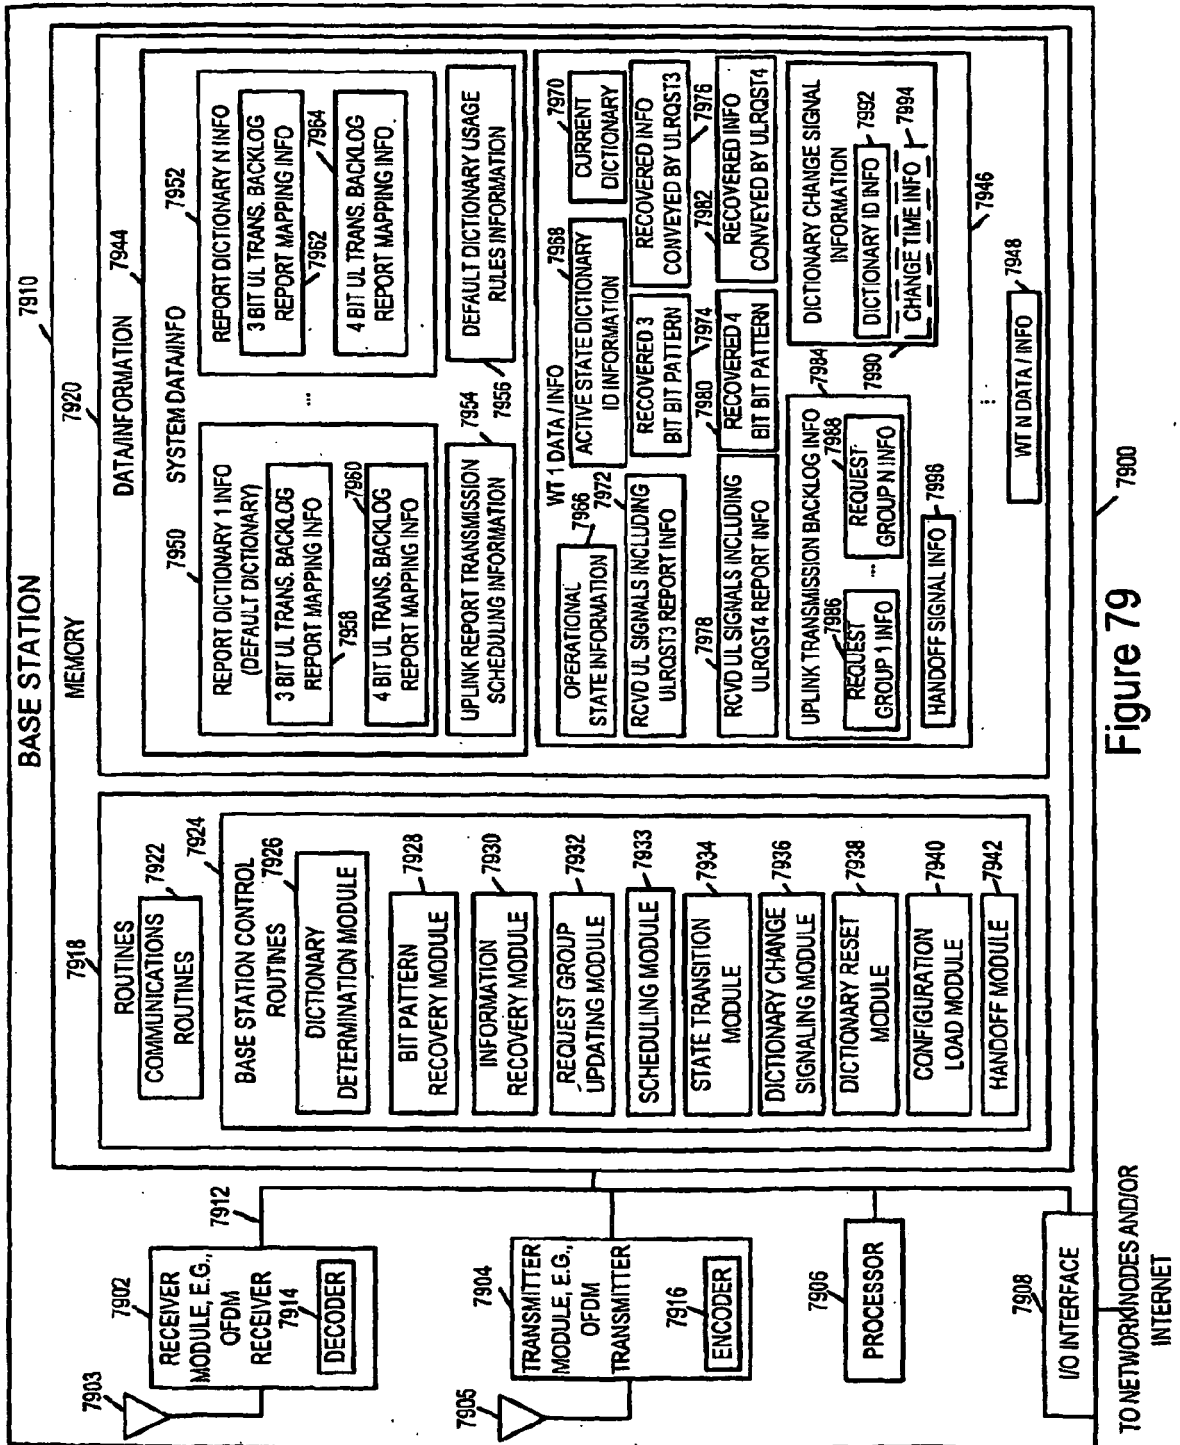 BASE STATION
7910
MEMORY
7920
7918
ROUTINES
7922
COMMUNICATIONS
ROUTINES
7924
BASE STATION CONTROL
ROUTINES
7926
DICTIONARY
DETERMINATION MODULE
BIT PATTERN
RECOVERY MODULE
7928
INFORMATION
RECOVERY MODULE
7930
REQUEST GROUP
UPDATING MODULE
7932
SCHEDULING MODULE
7933
STATE TRANSITION
MODULE
7934
DICTIONARY CHANGE
SIGNALING MODULE
7936
DICTIONARY RESET
MODULE
7938
CONFIGURATION
LOAD MODULE
7940
HANDOFF MODULE
7942
DATA/INFORMATION
7944
SYSTEM DATA/INFO
7950
REPORT DICTIONARY 1 INFO
(DEFAULT DICTIONARY)
3 BIT UL TRANS. BACKLOG
REPORT MAPPING INFO
7958
7960
4 BIT UL TRANS. BACKLOG
REPORT MAPPING INFO
...
7952
REPORT DICTIONARY N INFO
3 BIT UL TRANS. BACKLOG
REPORT MAPPING INFO
7962
7964
4 BIT UL TRANS. BACKLOG
REPORT MAPPING INFO
UPLINK REPORT TRANSMISSION
SCHEDULING INFORMATION
7954
7956
DEFAULT DICTIONARY USAGE
RULES INFORMATION
WT 1 DATA / INFO
7966
OPERATIONAL
STATE INFORMATION
7968
ACTIVE STATE DICTIONARY
ID INFORMATION
7970
CURRENT
DICTIONARY
7972
RCVD UL SIGNALS INCLUDING
ULRQST3 REPORT INFO
RECOVERED 3
BIT BIT PATTERN
7974
RECOVERED INFO
CONVEYED BY ULRQST3
7976
7978
RCVD UL SIGNALS INCLUDING
ULRQST4 REPORT INFO
7980
RECOVERED 4
BIT BIT PATTERN
7982
RECOVERED INFO
CONVEYED BY ULRQST4
7984
UPLINK TRANSMISSION BACKLOG INFO
7986
REQUEST
GROUP 1 INFO
...
7988
REQUEST
GROUP N INFO
7990
DICTIONARY CHANGE SIGNAL
INFORMATION
7992
DICTIONARY ID INFO
7994
CHANGE TIME INFO
HANDOFF SIGNAL INFO
7996
7946
...
7948
WT N DATA / INFO
7902
RECEIVER
MODULE, E.G.,
OFDM
RECEIVER
7914
DECODER
7903
7912
7904
TRANSMITTER
MODULE, E.G.,
OFDM
TRANSMITTER
7916
ENCODER
7905
7906
PROCESSOR
7908
I/O INTERFACE
TO NETWORK NODES AND/OR
INTERNET
7900
Figure 79